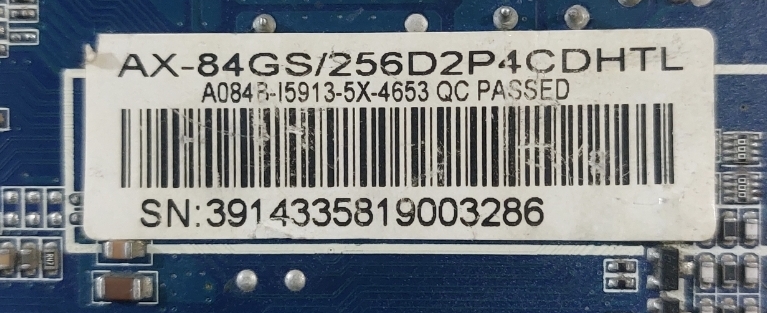 AX-84GS/256D2P4CDHTL
A084B-I5913-5X-4653 QC PASSED
SN:3914335819003286